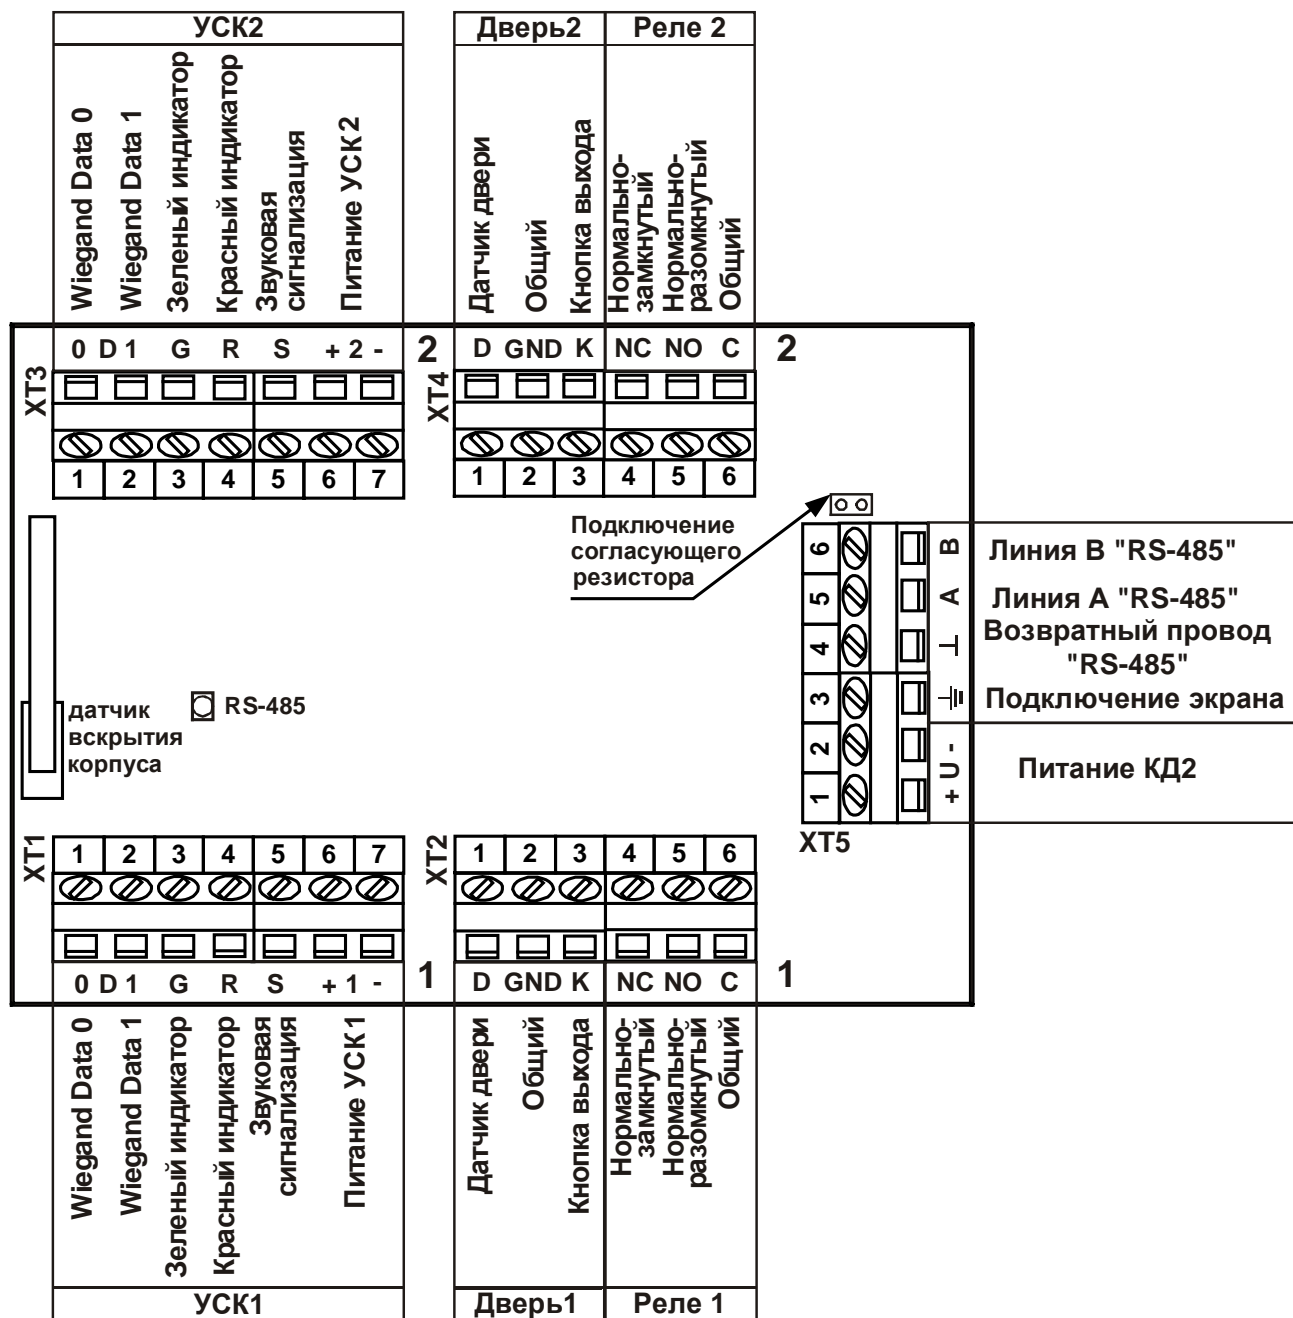 УСК2
Дверь2
Реле 2
Wiegand Data 0
Wiegand Data 1
Зеленый индикатор
Красный индикатор
Звуковая
сигнализация
Питание УСК2
Датчик двери
Общий
Кнопка выхода
Нормально-
замкнутый
Нормально-
разомкнутый
Общий
0 D 1 G R S + 2 -
2
D GND K NC NO C
2
XT3
XT4
1 2 3 4 5 6 7
1 2 3 4 5 6
Подключение
согласующего
резистора
6 B Линия В "RS-485"
5 A Линия А "RS-485"
4 ⊥ Возвратный провод
"RS-485"
3 Подключение экрана
2 -
U Питание КД2
1 +
XT5
датчик
вскрытия
корпуса
RS-485
XT1
XT2
1 2 3 4 5 6 7
1 2 3 4 5 6
0 D 1 G R S + 1 -
1
D GND K NC NO C
1
Wiegand Data 0
Wiegand Data 1
Зеленый индикатор
Красный индикатор
Звуковая
сигнализация
Питание УСК1
Датчик двери
Общий
Кнопка выхода
Нормально-
замкнутый
Нормально-
разомкнутый
Общий
УСК1
Дверь1
Реле 1